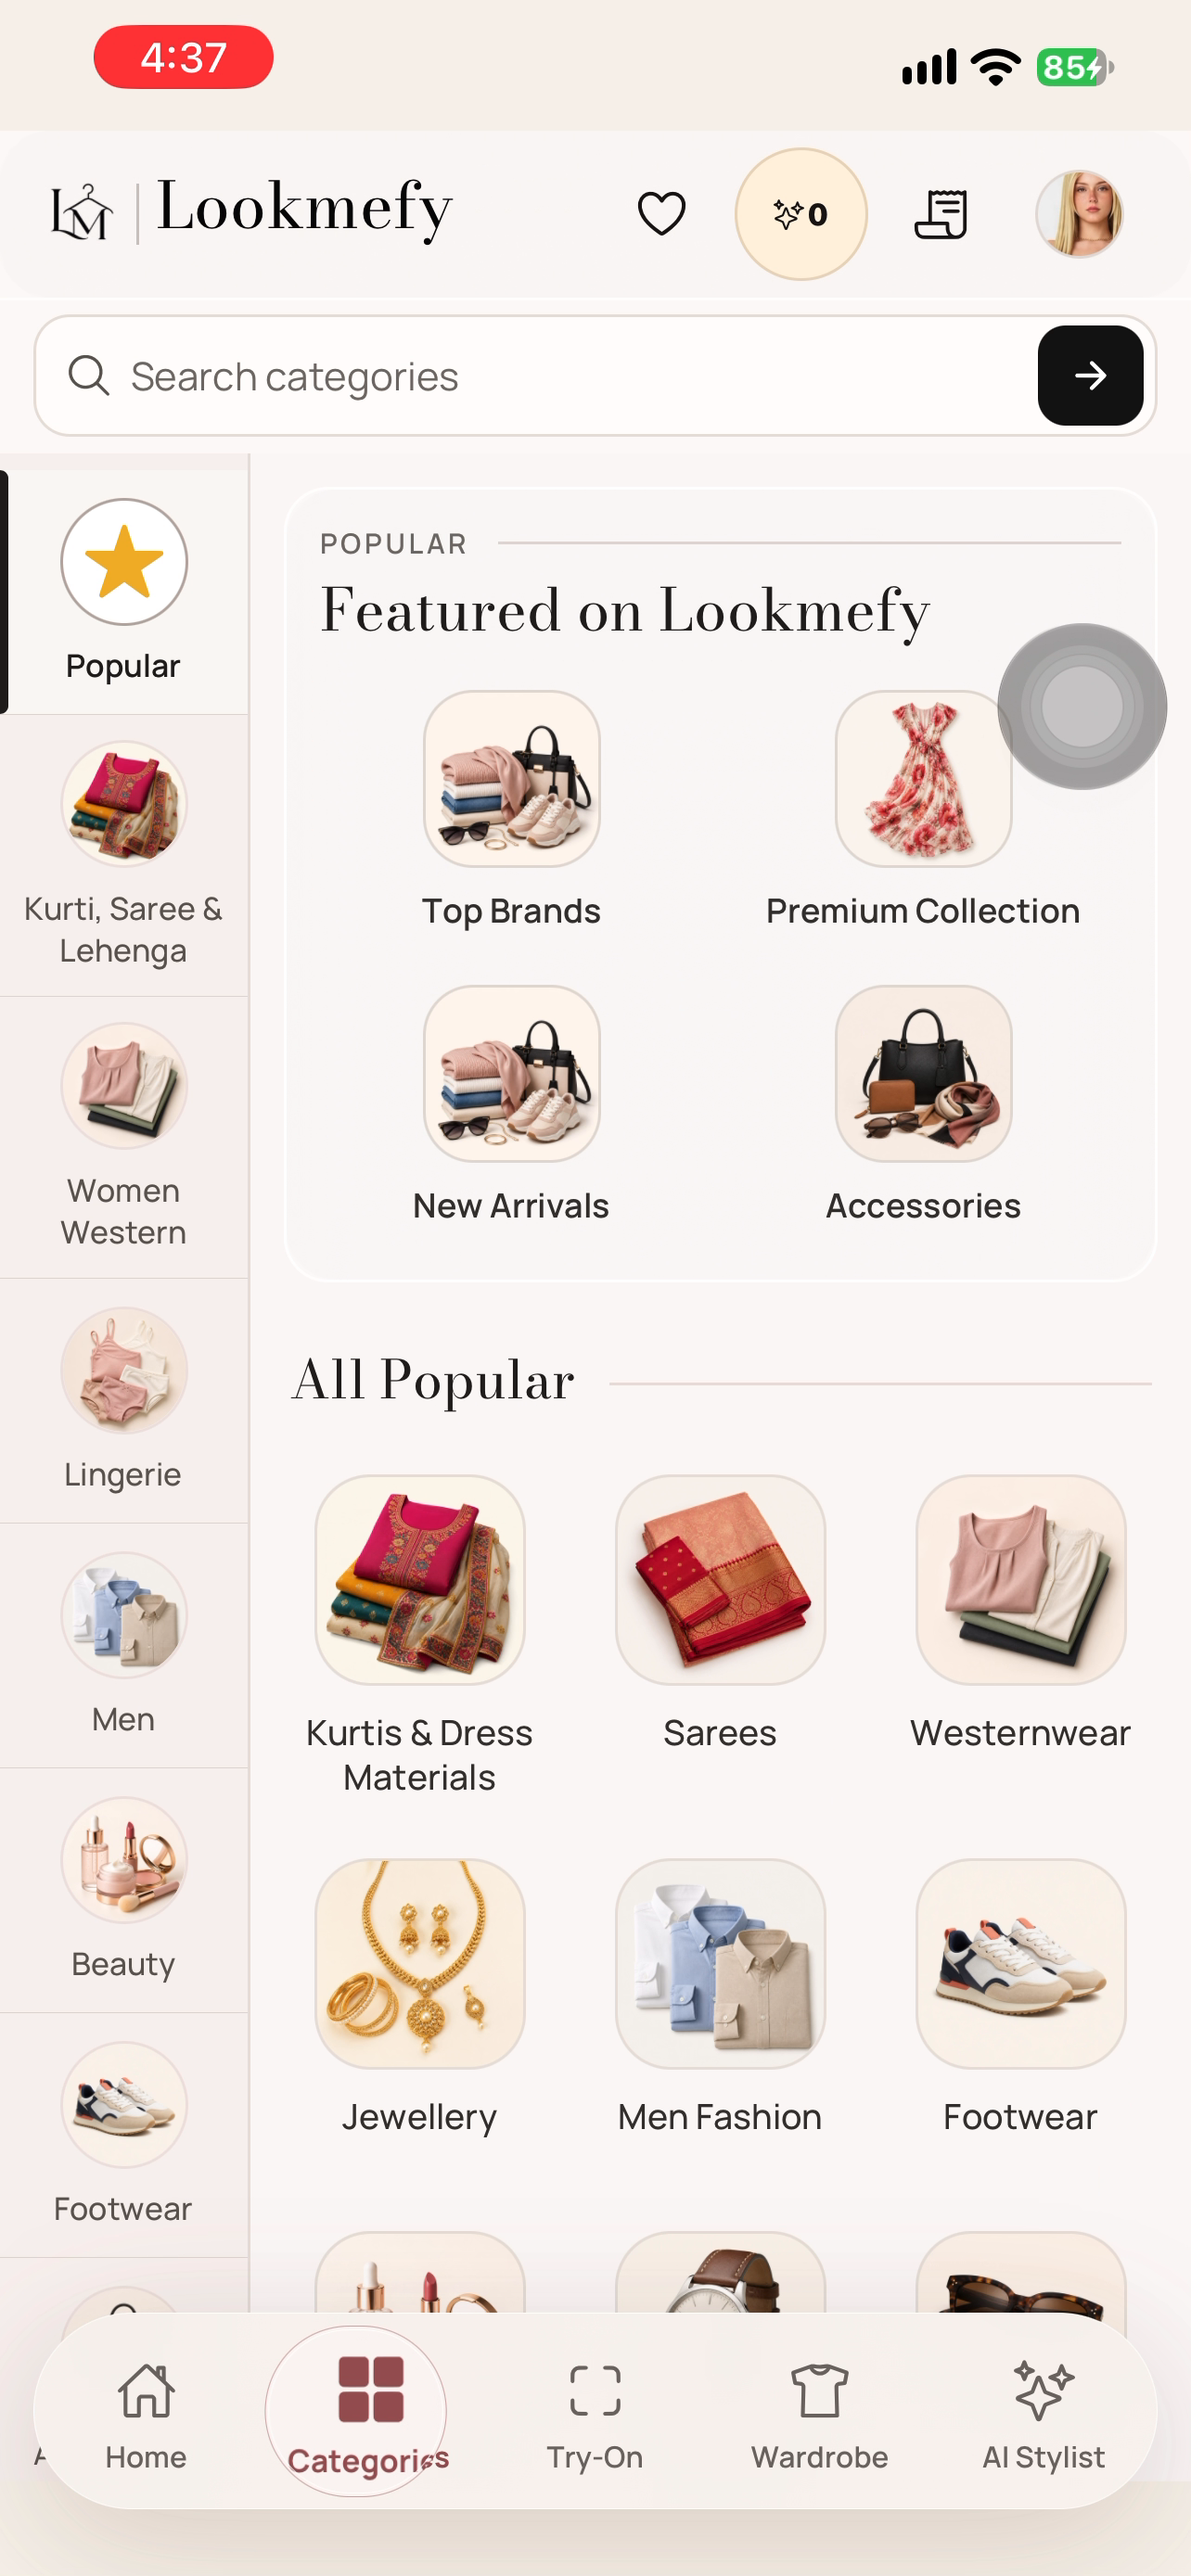 4:37
85
LM | Lookmefy
0
Search categories
Popular
Kurti, Saree &
Lehenga
Women
Western
Lingerie
Men
Beauty
Footwear
POPULAR
Featured on Lookmefy
Top Brands
Premium Collection
New Arrivals
Accessories
All Popular
Kurtis & Dress
Materials
Sarees
Westernwear
Jewellery
Men Fashion
Footwear
Home
Categories
Try-On
Wardrobe
AI Stylist